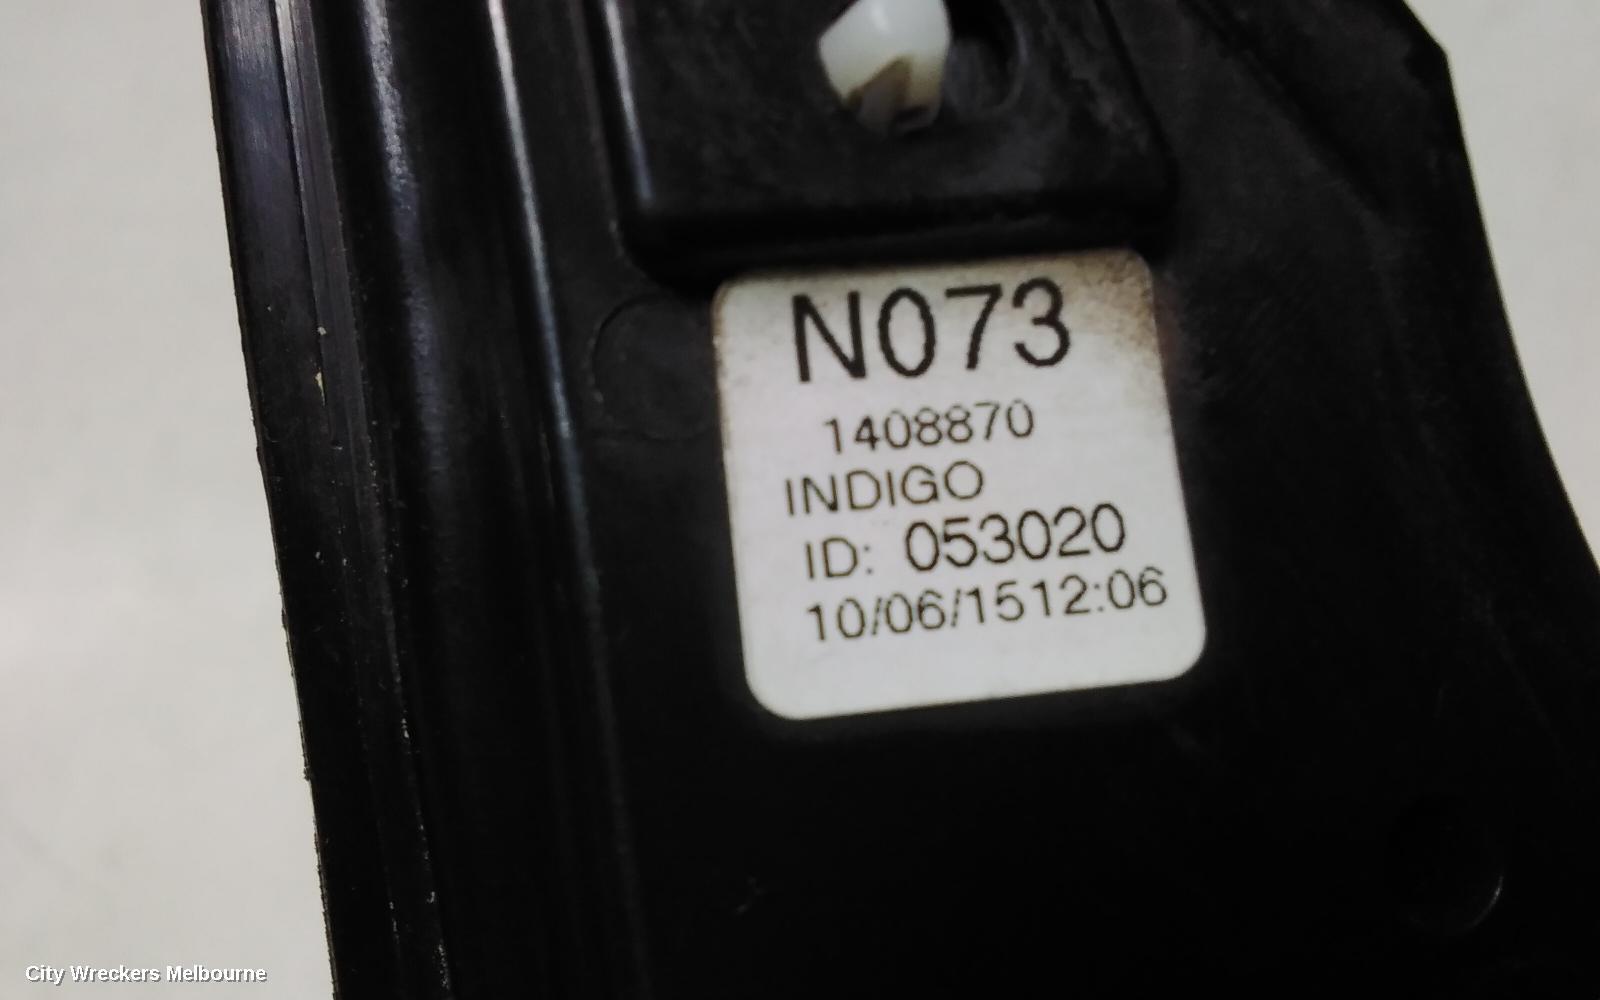 N073
1408870
INDIGO
ID: 053020
10/06/1512:06
City Wreckers Melbourne